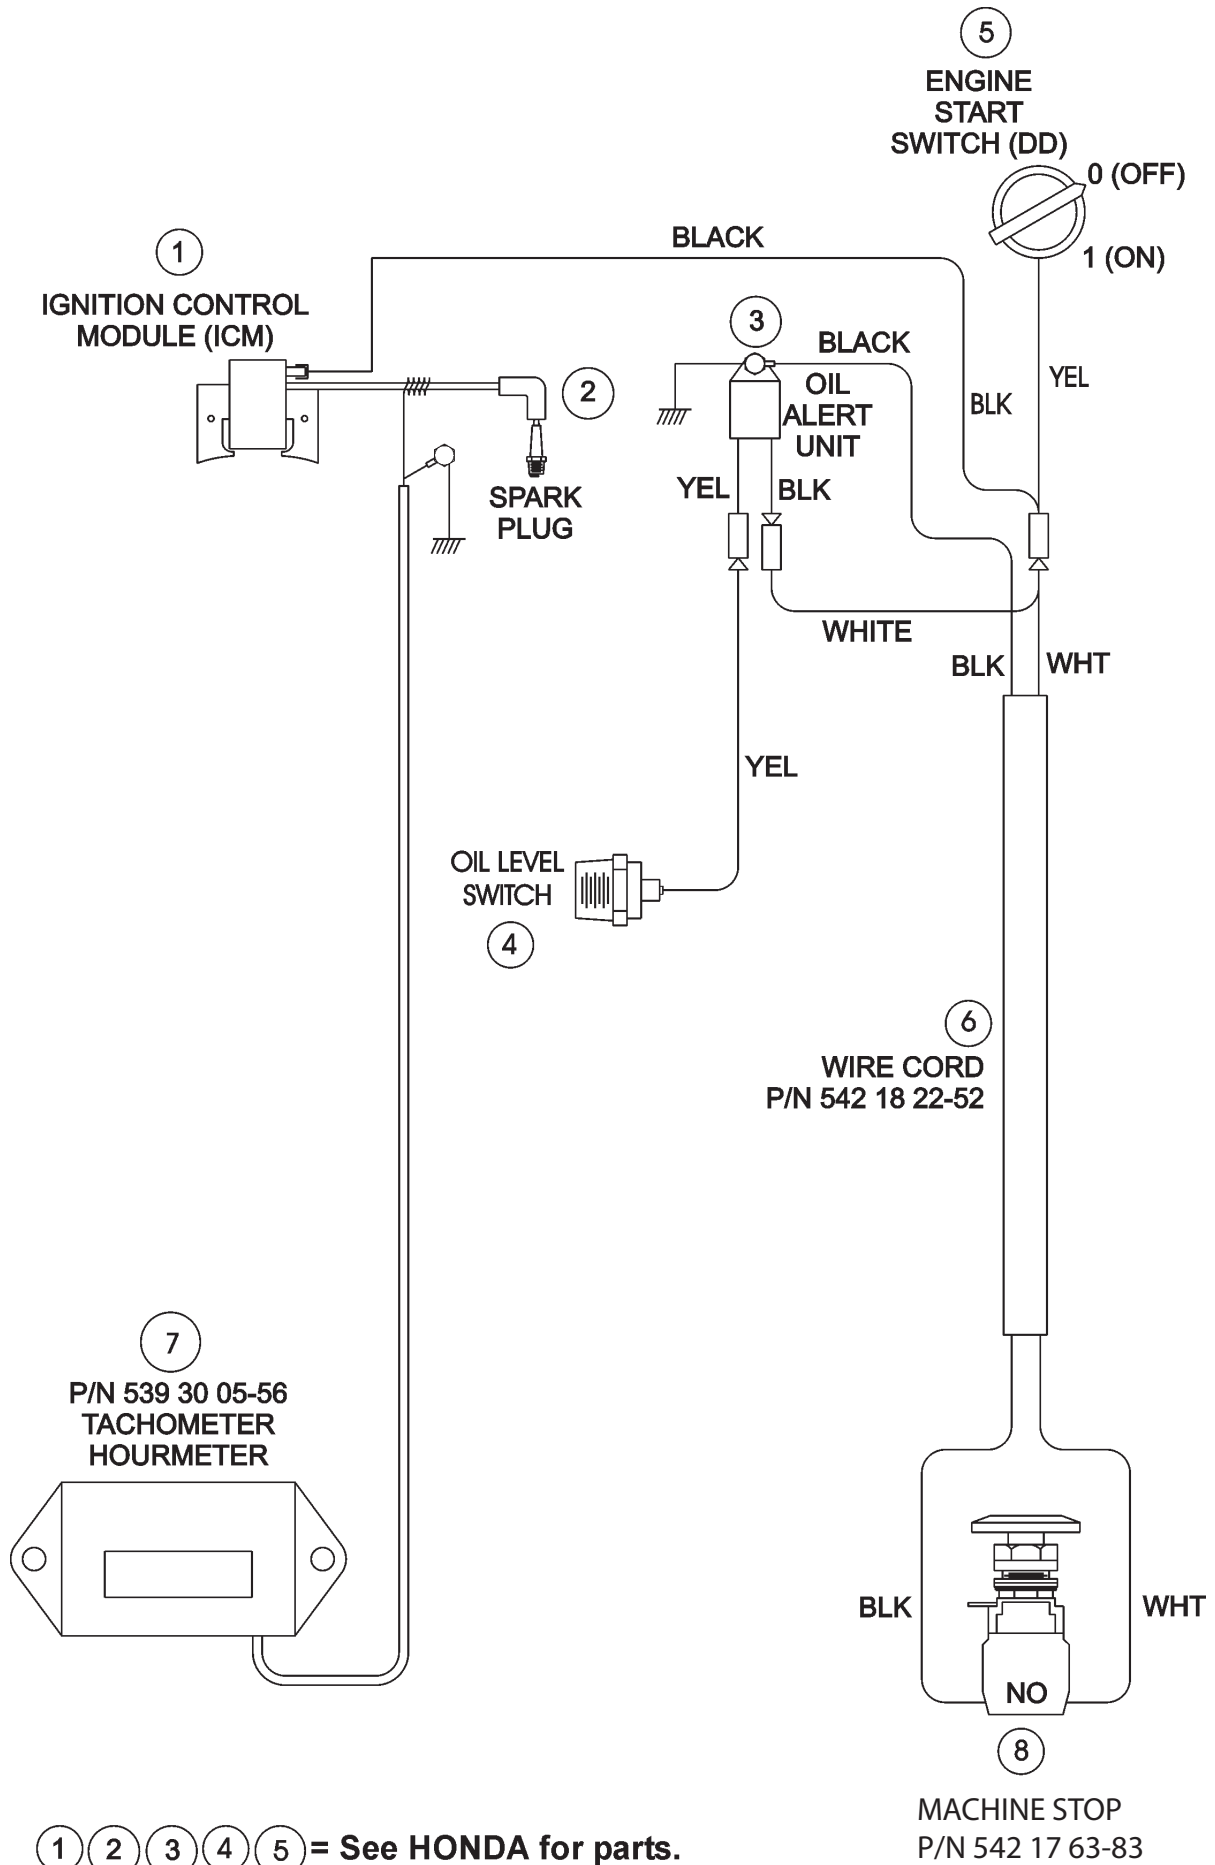 5
ENGINE
START
SWITCH (DD)
0 (OFF)
1 (ON)
BLACK
1
IGNITION CONTROL
MODULE (ICM)
3
BLACK
OIL
ALERT
UNIT
YEL
BLK
2
SPARK
PLUG
YEL
BLK
WHITE
BLK
WHT
YEL
OIL LEVEL
SWITCH
4
6
WIRE CORD
P/N 542 18 22-52
7
P/N 539 30 05-56
TACHOMETER
HOURMETER
BLK
WHT
NO
8
MACHINE STOP
P/N 542 17 63-83
1 2 3 4 5 = See HONDA for parts.